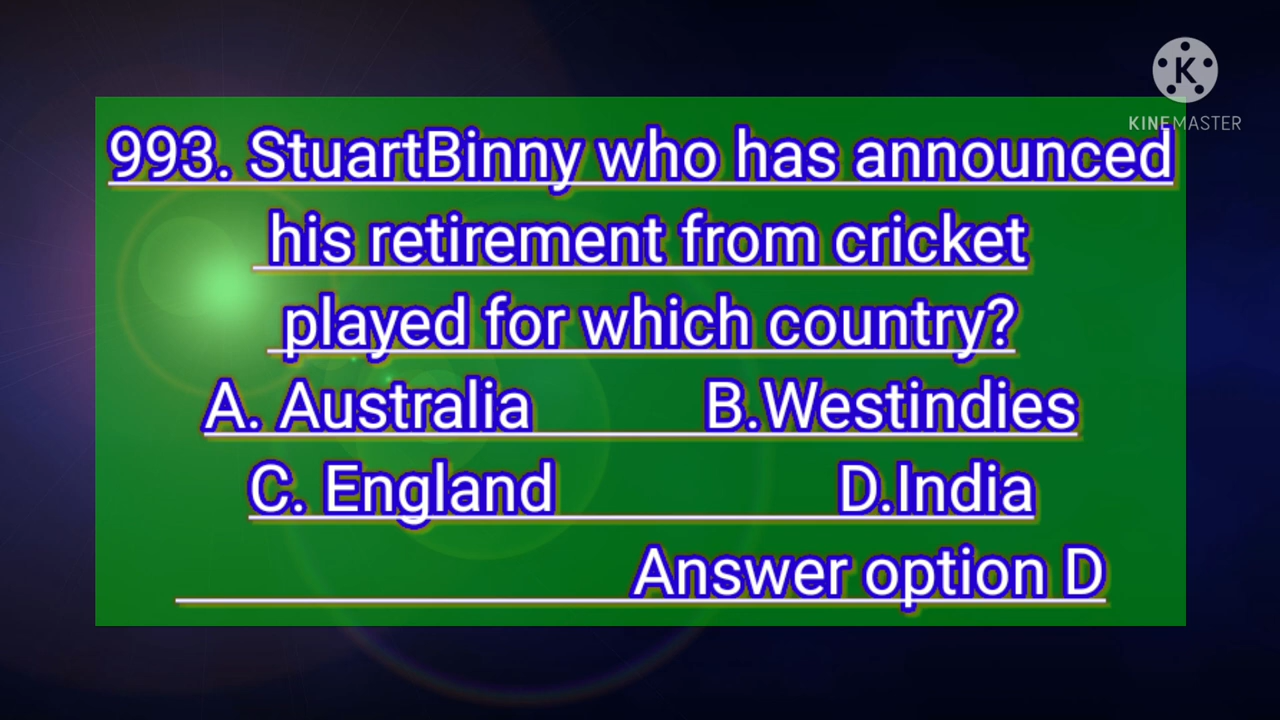 KINEMASTER
993. StuartBinny who has announced
his retirement from cricket
played for which country?
A. Australia B.Westindies
C. England D.India
Answer option D